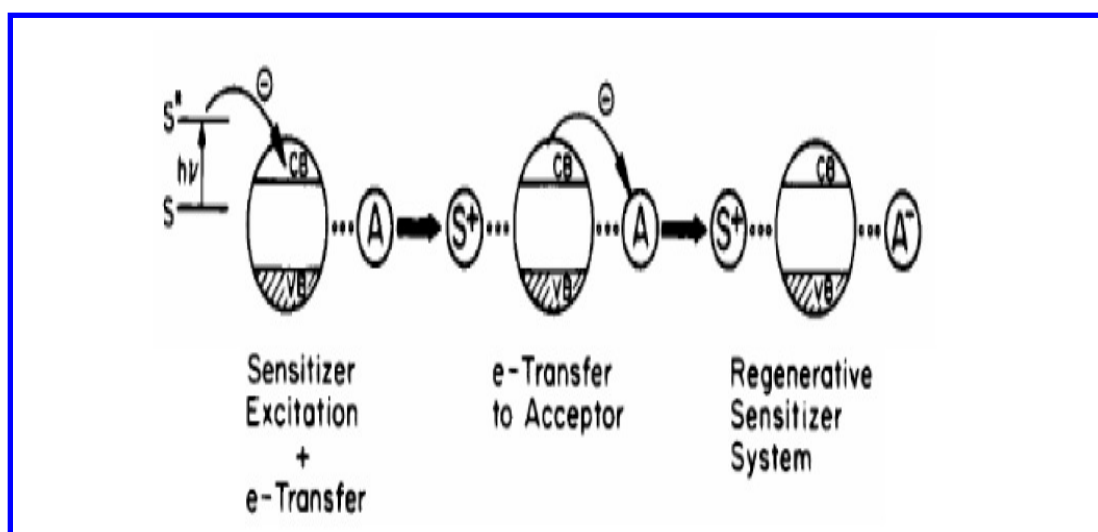 S*
hν
S
⊖
CB
VB
A
S⁺
⊖
CB
VB
A
S⁺
CB
VB
A⁻
Sensitizer
Excitation
+
e-Transfer
e-Transfer
to Acceptor
Regenerative
Sensitizer
System